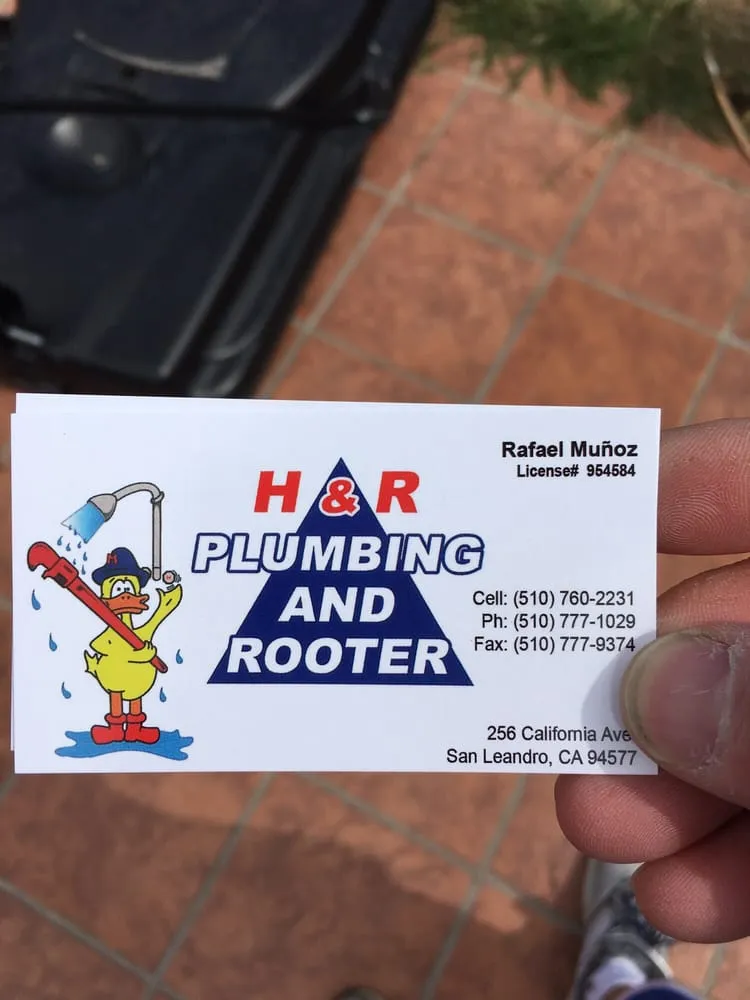 H & R
PLUMBING
AND
ROOTER
Rafael Muñoz
License# 954584
Cell: (510) 760-2231
Ph: (510) 777-1029
Fax: (510) 777-9374
256 California Ave
San Leandro, CA 94577